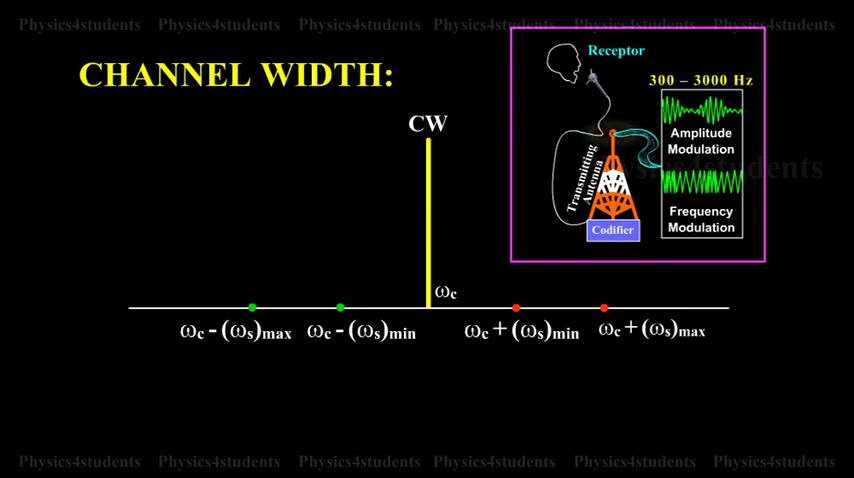 Physics4students Physics4students Physics4students Physics4students Physics4students Physics4students
CHANNEL WIDTH:
Receptor
300 – 3000 Hz
Amplitude
Modulation
Transmitting
Antenna
Frequency
Modulation
Codifier
Physics4students
CW
ωc
ωc - (ωs)max ωc - (ωs)min ωc + (ωs)min ωc + (ωs)max
Physics4students Physics4students Physics4students Physics4students Physics4students Physics4students